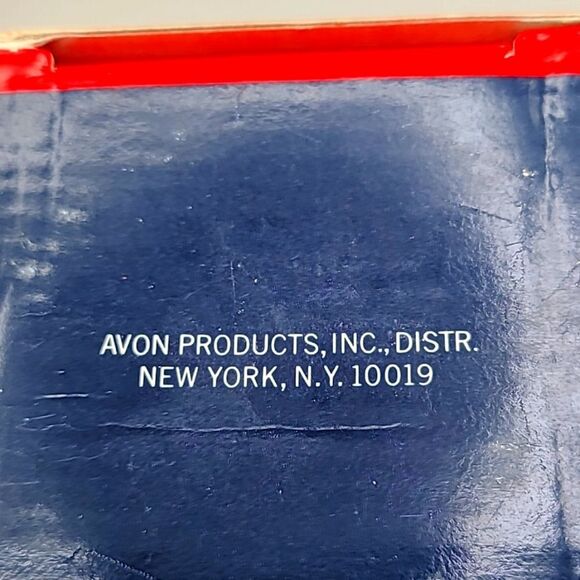 AVON PRODUCTS, INC., DISTR.
NEW YORK, N.Y. 10019